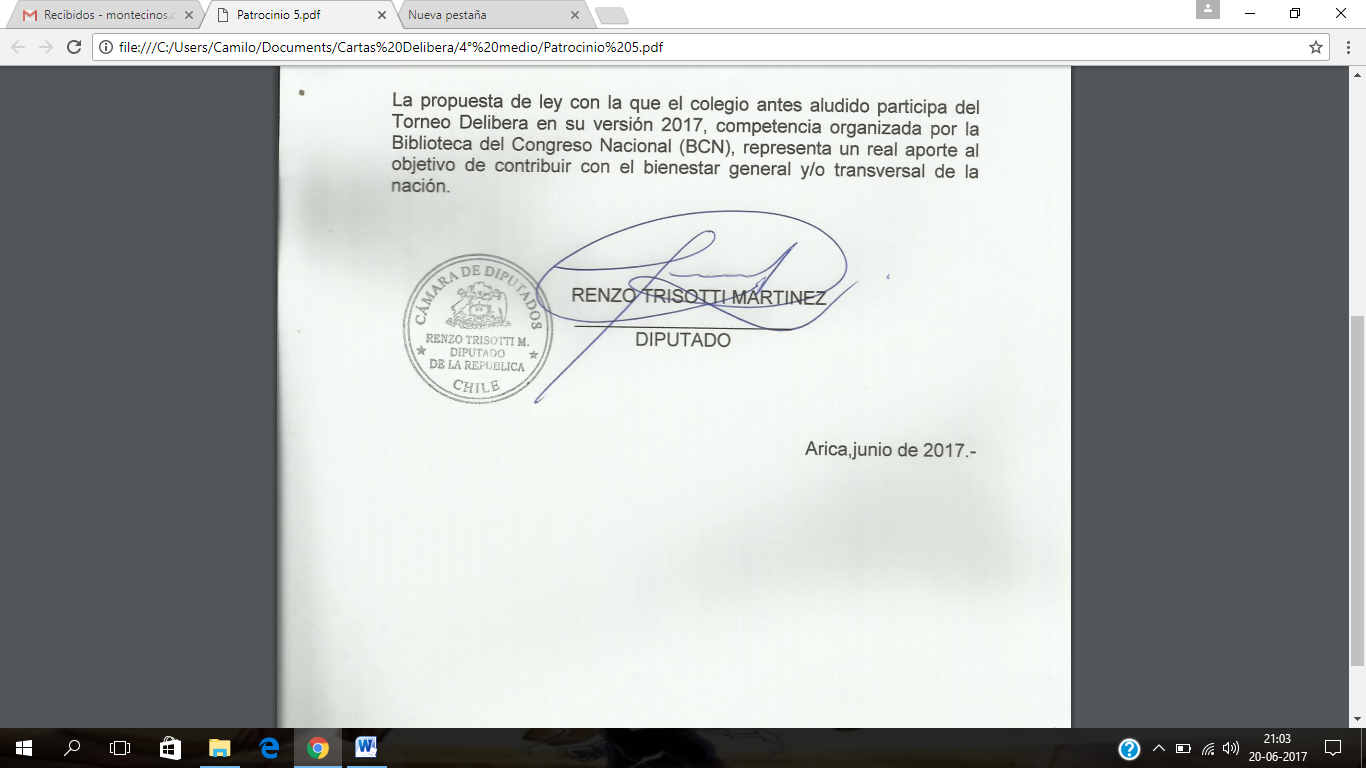 Recibidos - montecinos.c
Patrocinio 5.pdf
Nueva pestaña
file:///C:/Users/Camilo/Documents/Cartas%20Delibera/4°%20medio/Patrocinio%205.pdf
La propuesta de ley con la que el colegio antes aludido participa del
Torneo Delibera en su versión 2017, competencia organizada por la
Biblioteca del Congreso Nacional (BCN), representa un real aporte al
objetivo de contribuir con el bienestar general y/o transversal de la
nación.
CÁMARA DE DIPUTADOS
RENZO TRISOTTI M.
DIPUTADO
DE LA REPÚBLICA
CHILE
RENZO TRISOTTI MARTINEZ
DIPUTADO
Arica,junio de 2017.-
21:03
20-06-2017